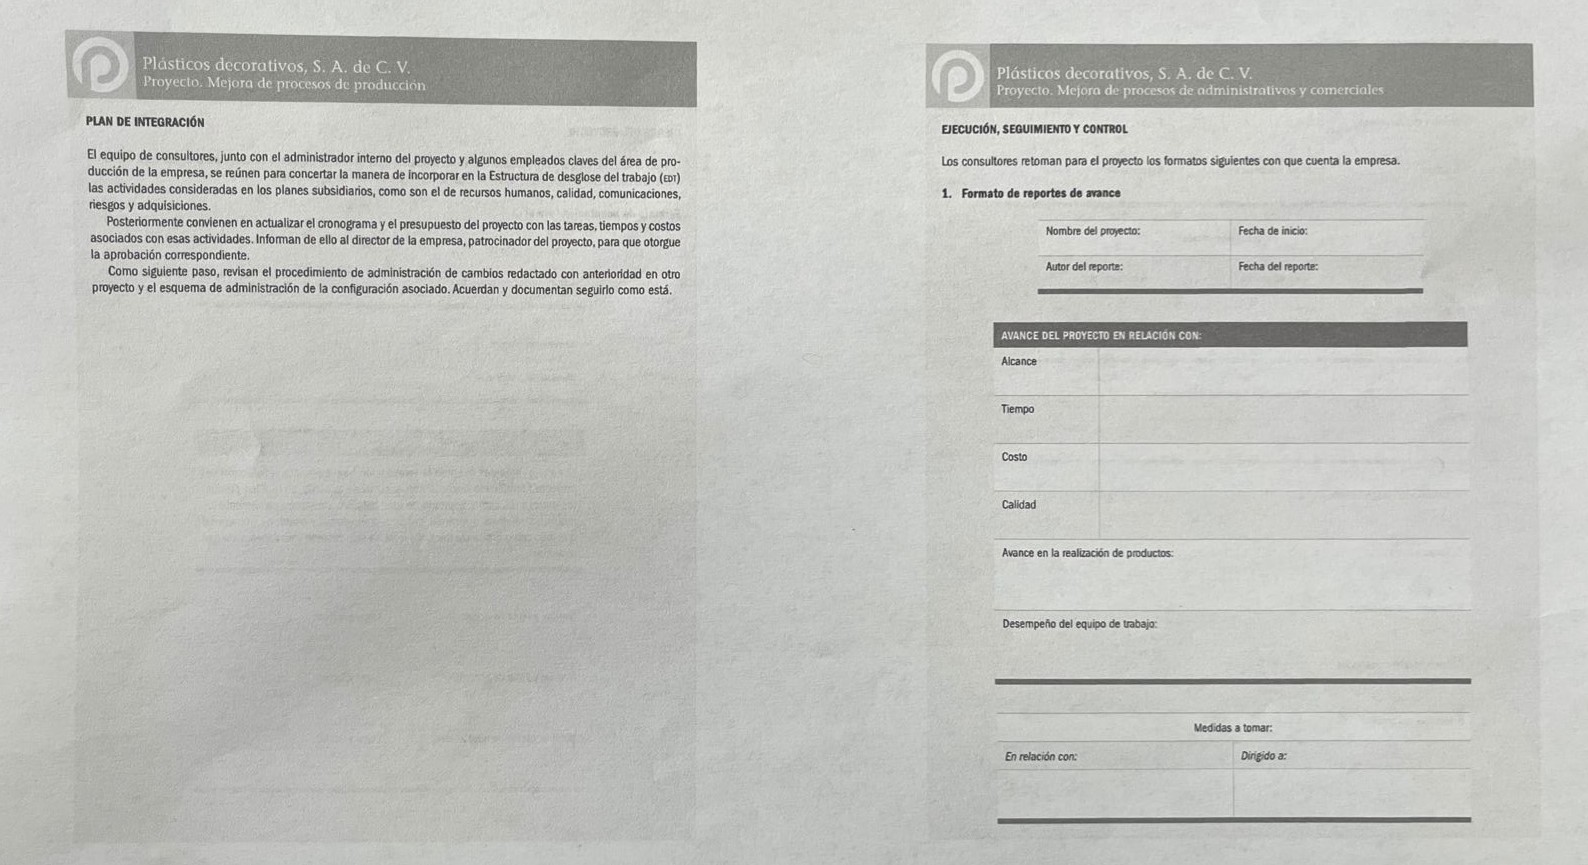 Plásticos decorativos, S. A. de C. V.
Proyecto. Mejora de procesos de producción
PLAN DE INTEGRACIÓN
El equipo de consultores, junto con el administrador interno del proyecto y algunos empleados claves del área de pro-
ducción de la empresa, se reúnen para concertar la manera de incorporar en la Estructura de desglose del trabajo (EDT)
las actividades consideradas en los planes subsidiarios, como son el de recursos humanos, calidad, comunicaciones,
riesgos y adquisiciones.
Posteriormente convienen en actualizar el cronograma y el presupuesto del proyecto con las tareas, tiempos y costos
asociados con esas actividades. Informan de ello al director de la empresa, patrocinador del proyecto, para que otorgue
la aprobación correspondiente.
Como siguiente paso, revisan el procedimiento de administración de cambios redactado con anterioridad en otro
proyecto y el esquema de administración de la configuración asociado. Acuerdan y documentan seguirlo como está.
Plásticos decorativos, S. A. de C. V.
Proyecto. Mejora de procesos de administrativos y comerciales
EJECUCIÓN, SEGUIMIENTO Y CONTROL
Los consultores retoman para el proyecto los formatos siguientes con que cuenta la empresa.
1. Formato de reportes de avance
Nombre del proyecto: Fecha de inicio:
Autor del reporte: Fecha del reporte:
AVANCE DEL PROYECTO EN RELACIÓN CON:
Alcance
Tiempo
Costo
Calidad
Avance en la realización de productos:
Desempeño del equipo de trabajo:
Medidas a tomar:
En relación con: Dirigido a: